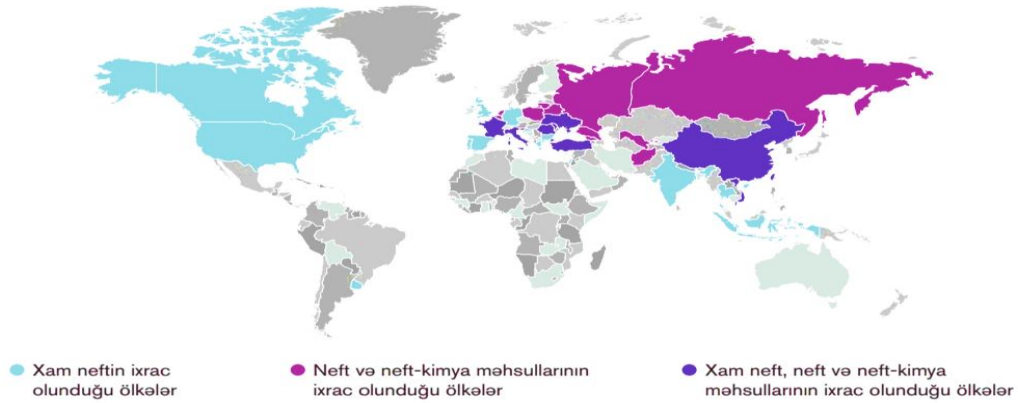 Xam neftin ixrac
olunduğu ölkələr
Neft və neft-kimya məhsullarının
ixrac olunduğu ölkələr
Xam neft, neft və neft-kimya
məhsullarının ixrac olunduğu ölkələr